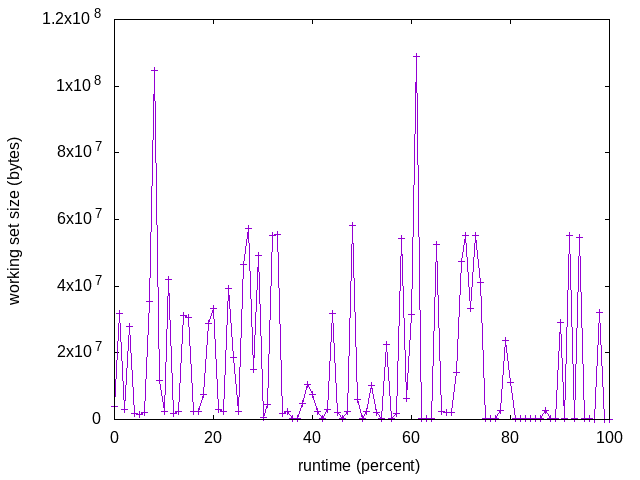 1.2x10^8
1x10^8
8x10^7
6x10^7
4x10^7
2x10^7
0
0 20 40 60 80 100
runtime (percent)
working set size (bytes)